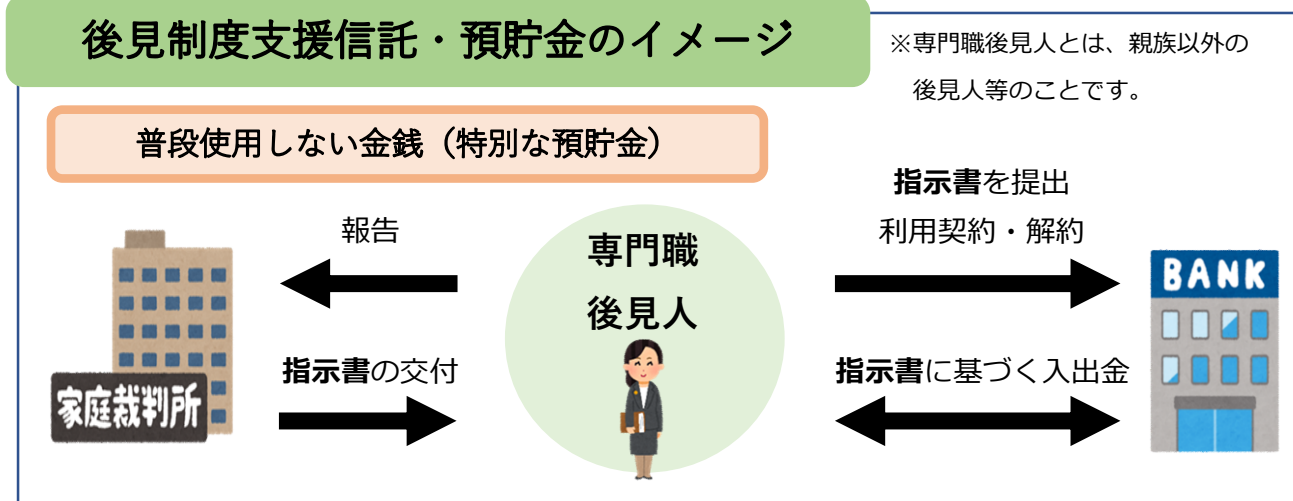 後見制度支援信託・預貯金のイメージ
※専門職後見人とは、親族以外の
後見人等のことです。
普段使用しない金銭（特別な預貯金）
報告
専門職
後見人
指示書を提出
利用契約・解約
BANK
指示書の交付
指示書に基づく入出金
家庭裁判所